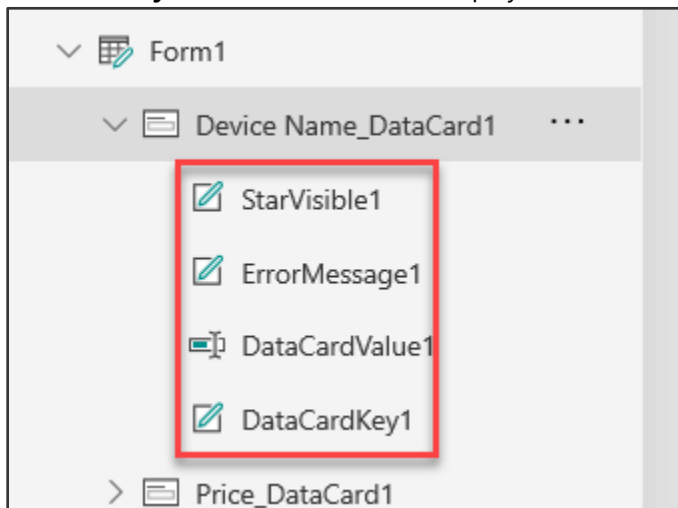 Form1
Device Name_DataCard1 ...
StarVisible1
ErrorMessage1
DataCardValue1
DataCardKey1
Price_DataCard1